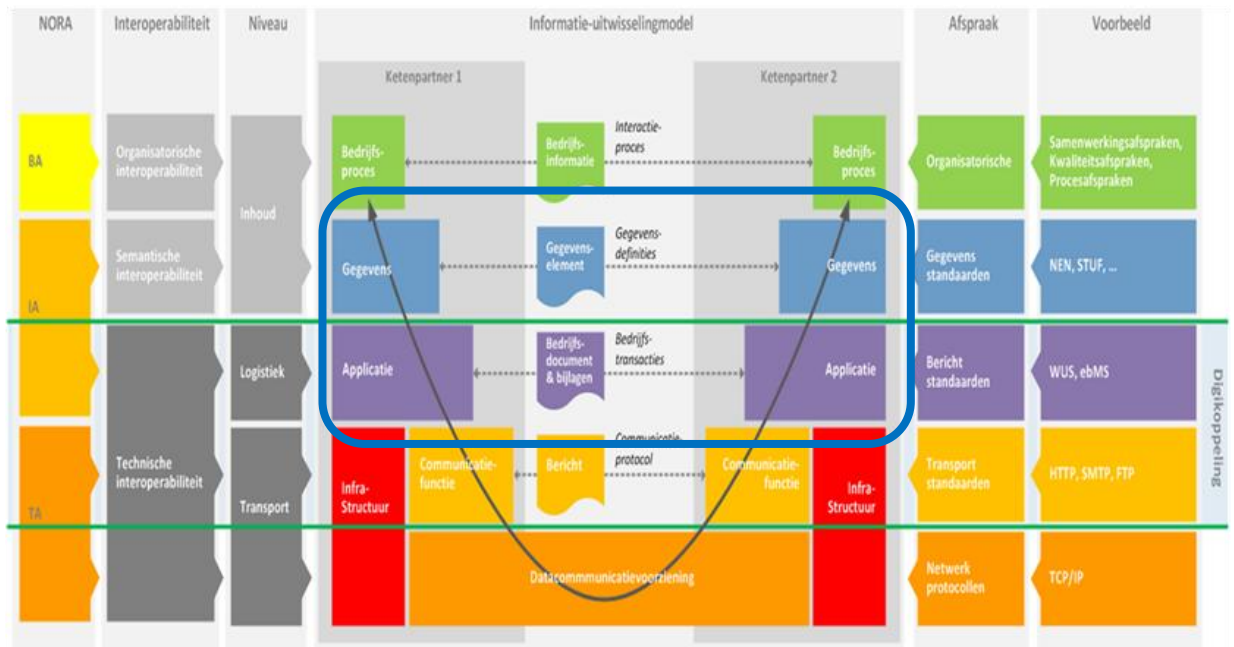 NORA
Interoperabiliteit
Niveau
Informatie-uitwisselingmodel
Afspraak
Voorbeeld
Ketenpartner 1
Ketenpartner 2
BA
Organisatorische
interoperabiliteit
Inhoud
Bedrijfs-
proces
Bedrijfs-
informatie
Interactie-
proces
Bedrijfs-
proces
Organisatorische
Samenwerkingsafspraken,
Kwaliteitsafspraken,
Procesafspraken
IA
Semantische
interoperabiliteit
Gegevens
Gegevens-
element
Gegevens-
definities
Gegevens
Gegevens
standaarden
NEN, STUF, ...
Logistiek
Applicatie
Bedrijfs-
document
& bijlagen
Bedrijfs-
transacties
Applicatie
Bericht
standaarden
WUS, ebMS
Digikoppeling
TA
Technische
interoperabiliteit
Transport
Infra-
Structuur
Communicatie-
functie
Bericht
Communicatie-
protocol
Communicatie-
functie
Infra-
Structuur
Transport
standaarden
HTTP, SMTP, FTP
Datacommmunicatievoorziening
Netwerk
protocollen
TCP/IP